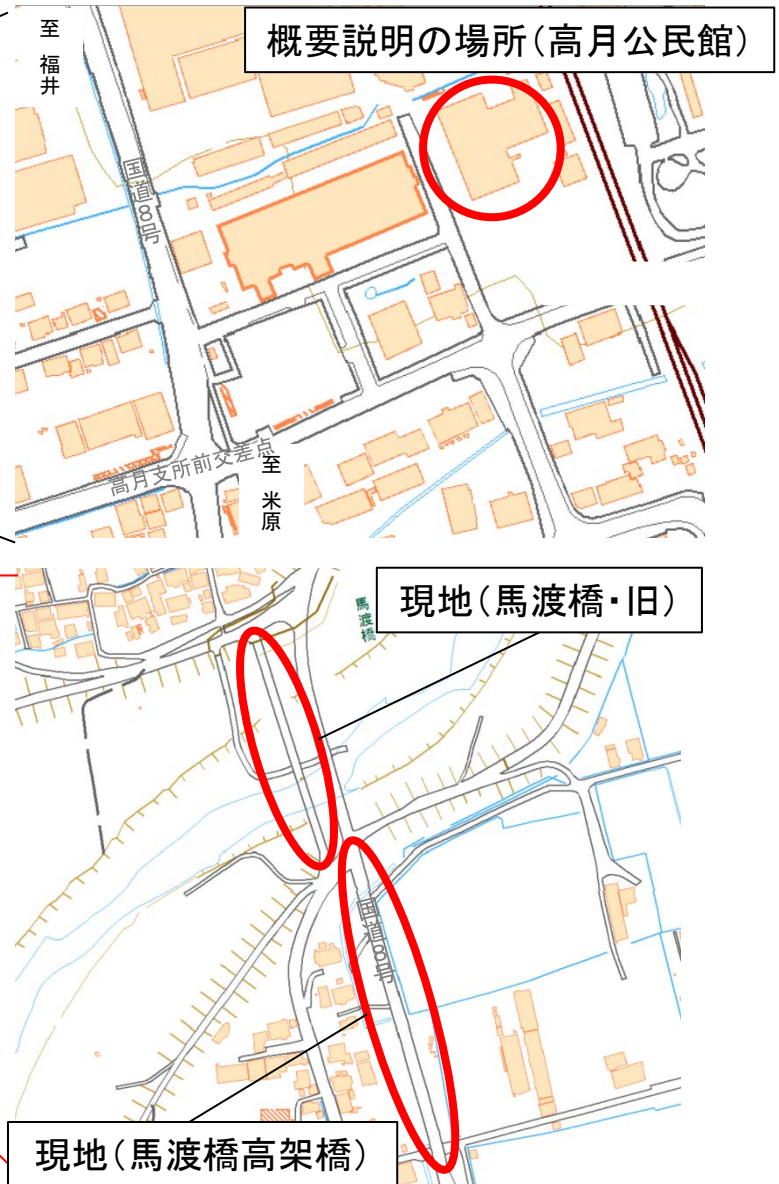 概要説明の場所(高月公民館)
至 福井
国道8号
高月支所前交差点
至 米原
現地(馬渡橋・旧)
馬渡橋
国道8号
現地(馬渡橋高架橋)